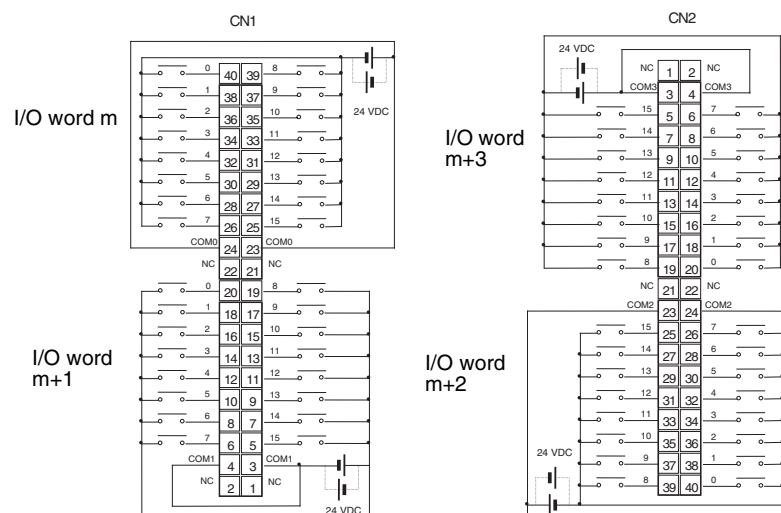 CN1
24 VDC
0 40 39 8
1 38 37 9
2 36 35 10
3 34 33 11
4 32 31 12
5 30 29 13
6 28 27 14
7 26 25 15
COM0 24 23 COM0
NC 22 21 NC
I/O word m
0 20 19 8
1 18 17 9
2 16 15 10
3 14 13 11
4 12 11 12
5 10 9 13
6 8 7 14
7 6 5 15
COM1 4 3 COM1
NC 2 1 NC
24 VDC
I/O word
m+1
CN2
24 VDC
NC 1 2 NC
COM3 3 4 COM3
15 5 6 7
14 7 8 6
13 9 10 5
12 11 12 4
11 13 14 3
10 15 16 2
9 17 18 1
8 19 20 0
NC 21 22 NC
I/O word
m+3
COM2 23 24 COM2
15 25 26 7
14 27 28 6
13 29 30 5
12 31 32 4
11 33 34 3
10 35 36 2
9 37 38 1
8 39 40 0
24 VDC
I/O word
m+2